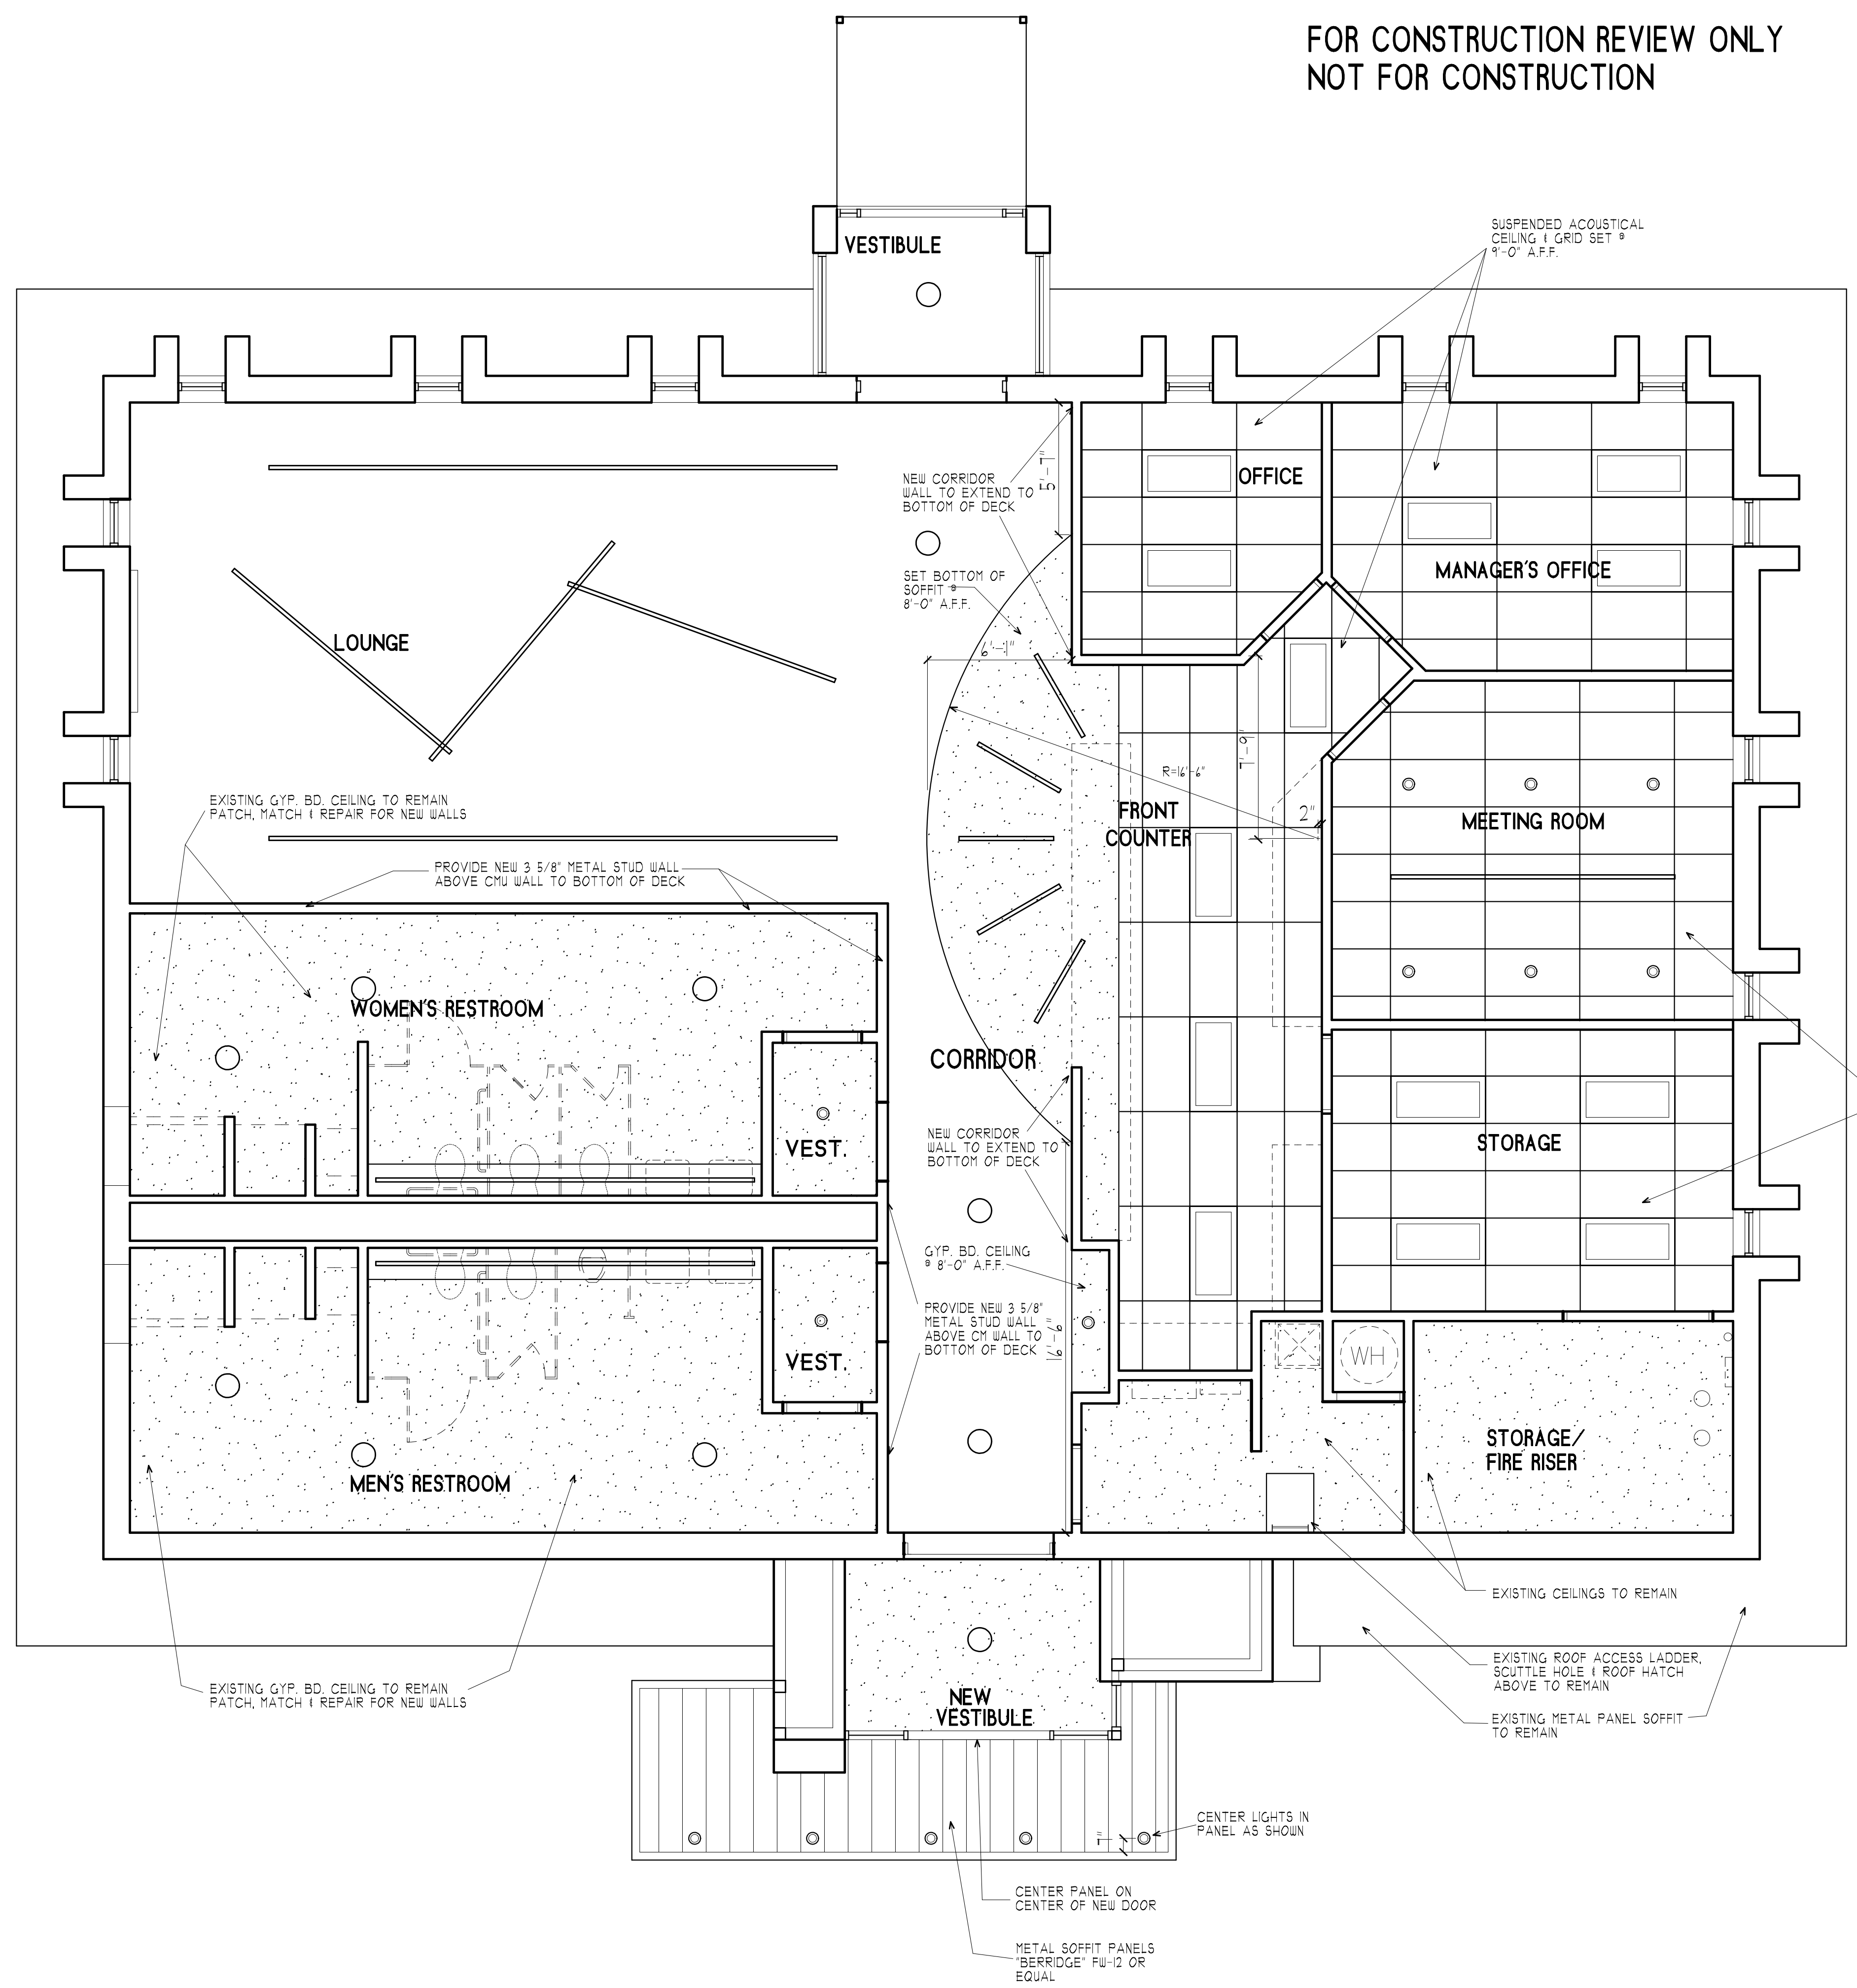 FOR CONSTRUCTION REVIEW ONLY
NOT FOR CONSTRUCTION
VESTIBULE
SUSPENDED ACOUSTICAL
CEILING & GRID SET @
9'-0" A.F.F.
NEW CORRIDOR
WALL TO EXTEND TO
BOTTOM OF DECK
5'-7"
OFFICE
MANAGER'S OFFICE
SET BOTTOM OF
SOFFIT @
8'-0" A.F.F.
6'-1"
LOUNGE
R=16'-6"
7'-9"
2"
FRONT
COUNTER
MEETING ROOM
EXISTING GYP. BD. CEILING TO REMAIN
PATCH, MATCH & REPAIR FOR NEW WALLS
PROVIDE NEW 3 5/8" METAL STUD WALL
ABOVE CMU WALL TO BOTTOM OF DECK
WOMEN'S RESTROOM
CORRIDOR
VEST.
NEW CORRIDOR
WALL TO EXTEND TO
BOTTOM OF DECK
STORAGE
GYP. BD. CEILING
@ 8'-0" A.F.F.
PROVIDE NEW 3 5/8"
METAL STUD WALL
ABOVE CM WALL TO
BOTTOM OF DECK
16'-6"
VEST.
WH
MEN'S RESTROOM
STORAGE/
FIRE RISER
EXISTING CEILINGS TO REMAIN
EXISTING ROOF ACCESS LADDER,
SCUTTLE HOLE & ROOF HATCH
ABOVE TO REMAIN
EXISTING GYP. BD. CEILING TO REMAIN
PATCH, MATCH & REPAIR FOR NEW WALLS
NEW
VESTIBULE
EXISTING METAL PANEL SOFFIT
TO REMAIN
CENTER LIGHTS IN
PANEL AS SHOWN
CENTER PANEL ON
CENTER OF NEW DOOR
METAL SOFFIT PANELS
"BERRIDGE" FW-12 OR
EQUAL